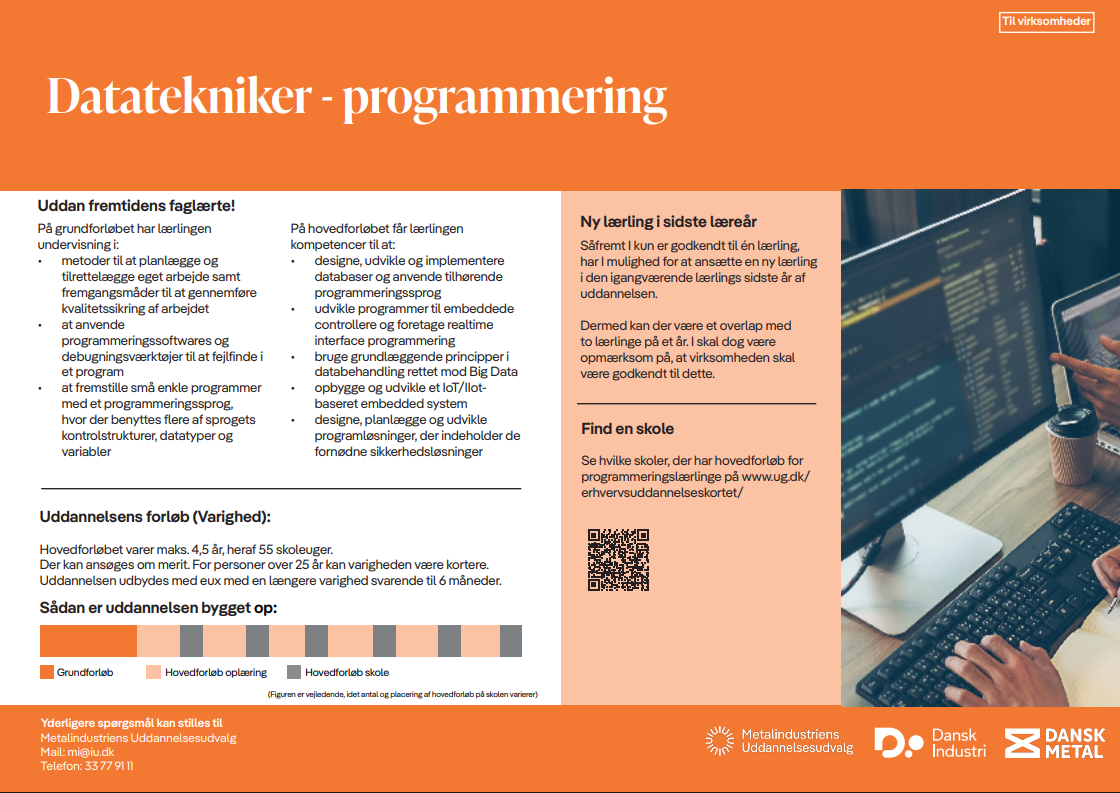 Til virksomheder
Datatekniker - programmering
Uddan fremtidens faglærte!
På grundforløbet har lærlingen
undervisning i:
• metoder til at planlægge og
tilrettelægge eget arbejde samt
fremgangsmåder til at gennemføre
kvalitetssikring af arbejdet
• at anvende
programmeringssoftwares og
debugningsværktøjer til at fejlfinde i
et program
• at fremstille små enkle programmer
med et programmeringssprog,
hvor der benyttes flere af sprogets
kontrolstrukturer, datatyper og
variabler
På hovedforløbet får lærlingen
kompetencer til at:
• designe, udvikle og implementere
databaser og anvende tilhørende
programmeringssprog
• udvikle programmer til embeddede
controllere og foretage realtime
interface programmering
• bruge grundlæggende principper i
databehandling rettet mod Big Data
• opbygge og udvikle et IoT/IIot-
baseret embedded system
• designe, planlægge og udvikle
programløsninger, der indeholder de
fornødne sikkerhedsløsninger
Uddannelsens forløb (Varighed):
Hovedforløbet varer maks. 4,5 år, heraf 55 skoleuger.
Der kan ansøges om merit. For personer over 25 år kan varigheden være kortere.
Uddannelsen udbydes med eux med en længere varighed svarende til 6 måneder.
Sådan er uddannelsen bygget op:
Grundforløb
Hovedforløb oplæring
Hovedforløb skole
(Figuren er vejledende, idet antal og placering af hovedforløb på skolen varierer)
Ny lærling i sidste læreår
Såfremt I kun er godkendt til én lærling,
har I mulighed for at ansætte en ny lærling
i den igangværende lærlings sidste år af
uddannelsen.
Dermed kan der være et overlap med
to lærlinge på et år. I skal dog være
opmærksom på, at virksomheden skal
være godkendt til dette.
Find en skole
Se hvilke skoler, der har hovedforløb for
programmeringslærlinge på www.ug.dk/
erhvervsuddannelseskortet/
Yderligere spørgsmål kan stilles til
Metalindustriens Uddannelsesudvalg
Mail: mi@iu.dk
Telefon: 33 77 91 11
Metalindustriens
Uddannelsesudvalg
Dansk
Industri
DANSK
METAL